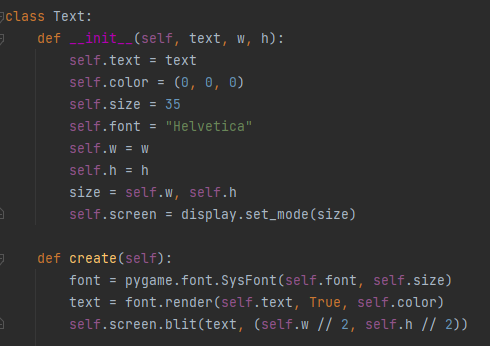 class Text:
    def __init__(self, text, w, h):
        self.text = text
        self.color = (0, 0, 0)
        self.size = 35
        self.font = "Helvetica"
        self.w = w
        self.h = h
        size = self.w, self.h
        self.screen = display.set_mode(size)

    def create(self):
        font = pygame.font.SysFont(self.font, self.size)
        text = font.render(self.text, True, self.color)
        self.screen.blit(text, (self.w // 2, self.h // 2))